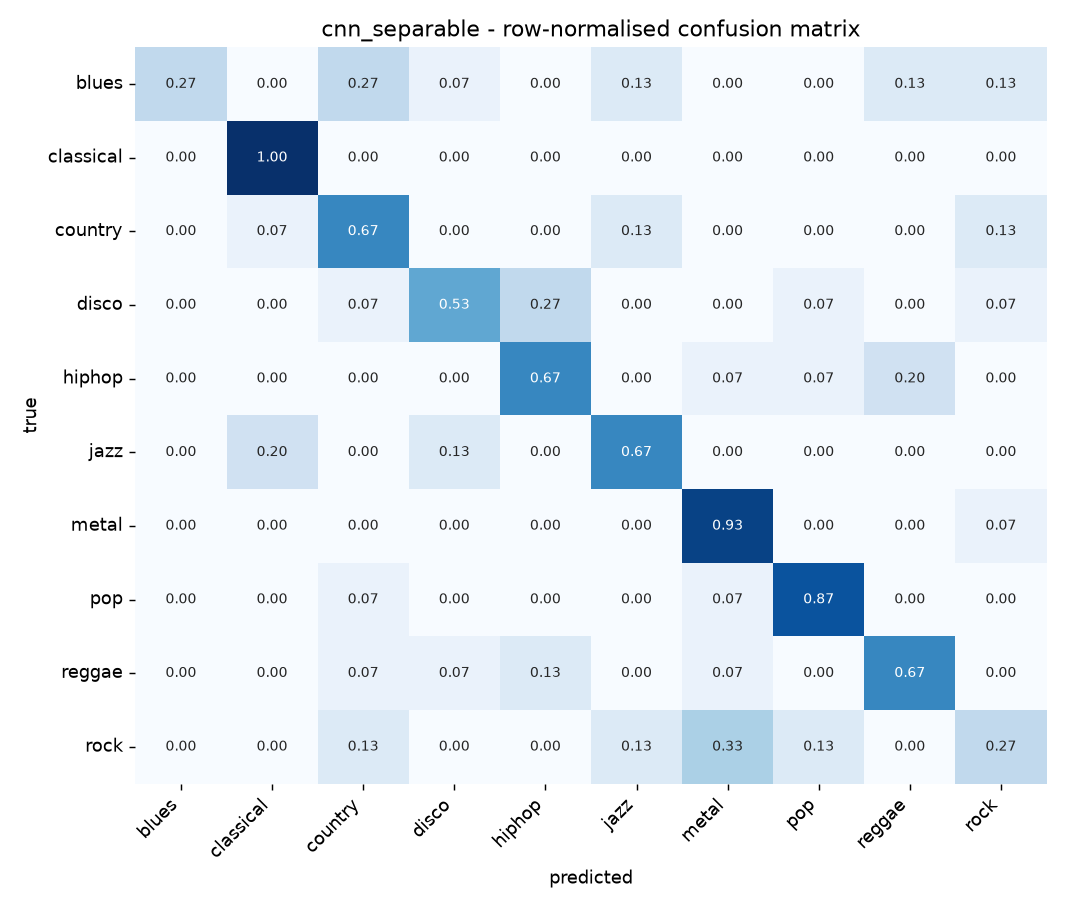 cnn_separable - row-normalised confusion matrix
blues 0.27 0.00 0.27 0.07 0.00 0.13 0.00 0.00 0.13 0.13
classical 0.00 1.00 0.00 0.00 0.00 0.00 0.00 0.00 0.00 0.00
country 0.00 0.07 0.67 0.00 0.00 0.13 0.00 0.00 0.00 0.13
disco 0.00 0.00 0.07 0.53 0.27 0.00 0.00 0.07 0.00 0.07
hiphop 0.00 0.00 0.00 0.00 0.67 0.00 0.07 0.07 0.20 0.00
true
jazz 0.00 0.20 0.00 0.13 0.00 0.67 0.00 0.00 0.00 0.00
metal 0.00 0.00 0.00 0.00 0.00 0.00 0.93 0.00 0.00 0.07
pop 0.00 0.00 0.07 0.00 0.00 0.00 0.07 0.87 0.00 0.00
reggae 0.00 0.00 0.07 0.07 0.13 0.00 0.07 0.00 0.67 0.00
rock 0.00 0.00 0.13 0.00 0.00 0.13 0.33 0.13 0.00 0.27
blues classical country disco hiphop jazz metal pop reggae rock
predicted